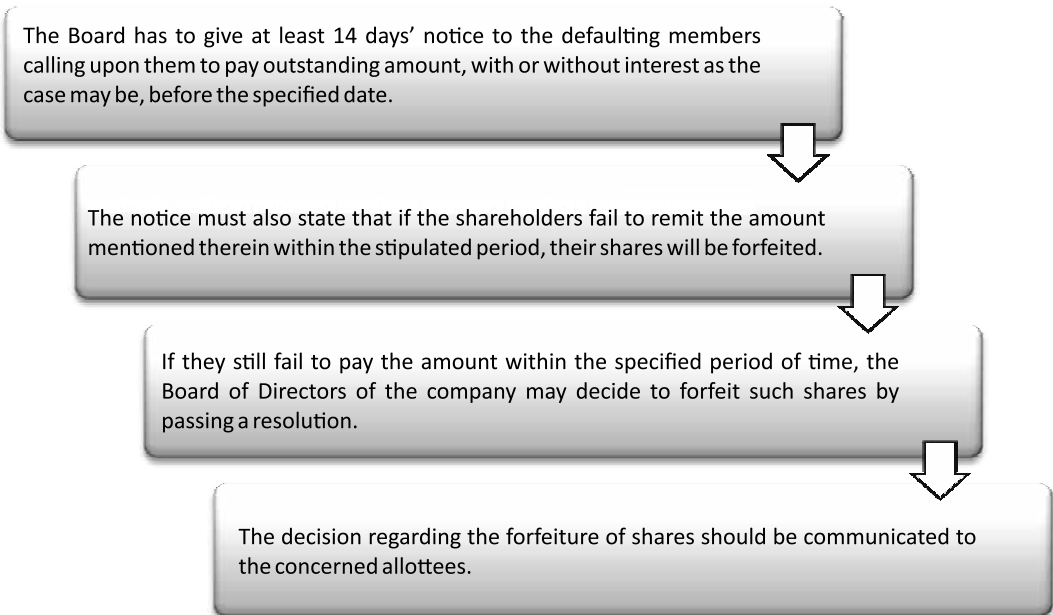 The Board has to give at least 14 days’ notice to the defaulting members
calling upon them to pay outstanding amount, with or without interest as the
case may be, before the specified date.
The notice must also state that if the shareholders fail to remit the amount
mentioned therein within the stipulated period, their shares will be forfeited.
If they still fail to pay the amount within the specified period of time, the
Board of Directors of the company may decide to forfeit such shares by
passing a resolution.
The decision regarding the forfeiture of shares should be communicated to
the concerned allottees.